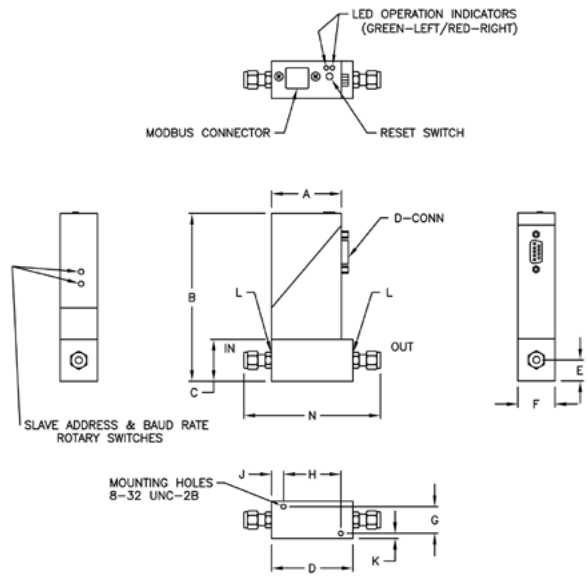 LED OPERATION INDICATORS
(GREEN-LEFT/RED-RIGHT)
MODBUS CONNECTOR
RESET SWITCH
A
D-CONN
B
L
L
IN
OUT
C
E
N
F
SLAVE ADDRESS & BAUD RATE
ROTARY SWITCHES
J
H
MOUNTING HOLES
8-32 UNC-2B
G
K
D